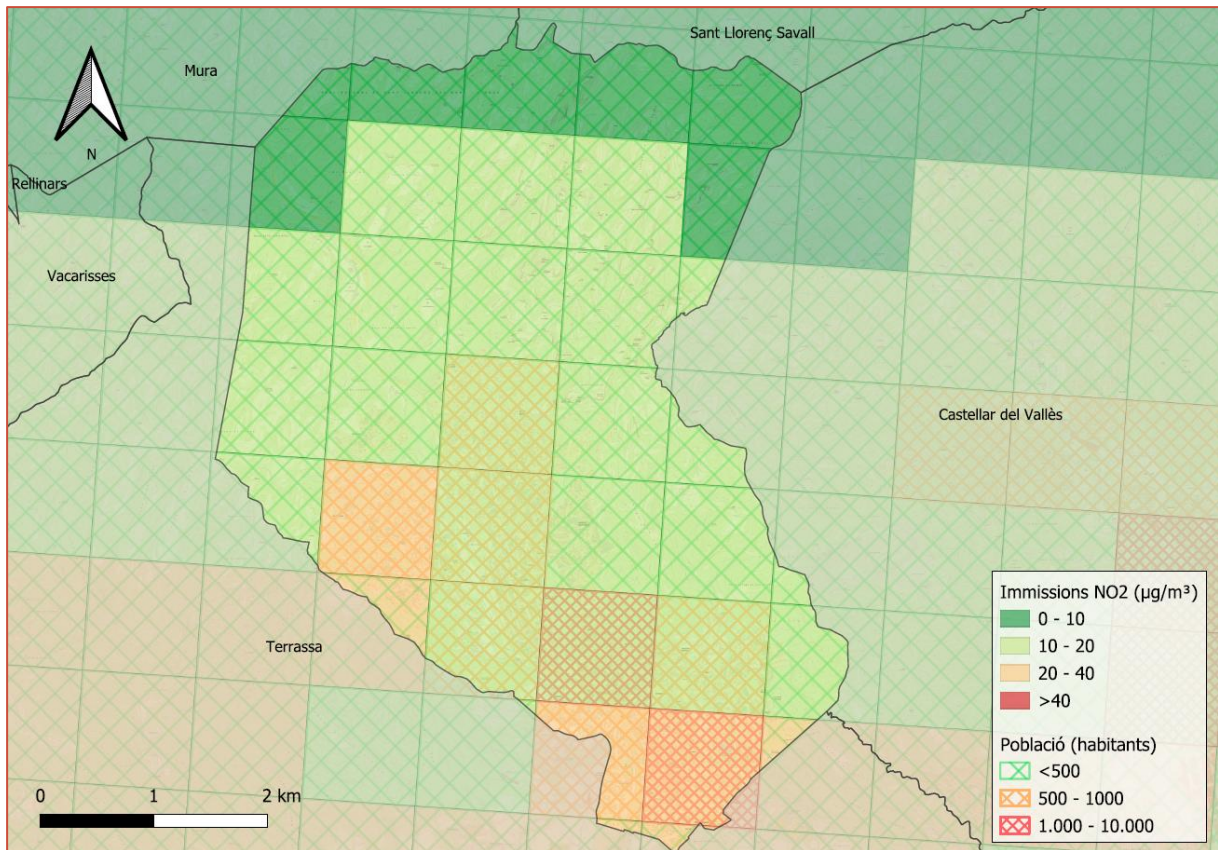 Sant Llorenç Savall
Mura
N
Rellinars
Vacarisses
Castellar del Vallès
Terrassa
Immissions NO2 (µg/m³)
0 - 10
10 - 20
20 - 40
>40
Població (habitants)
<500
500 - 1000
1.000 - 10.000
0 1 2 km